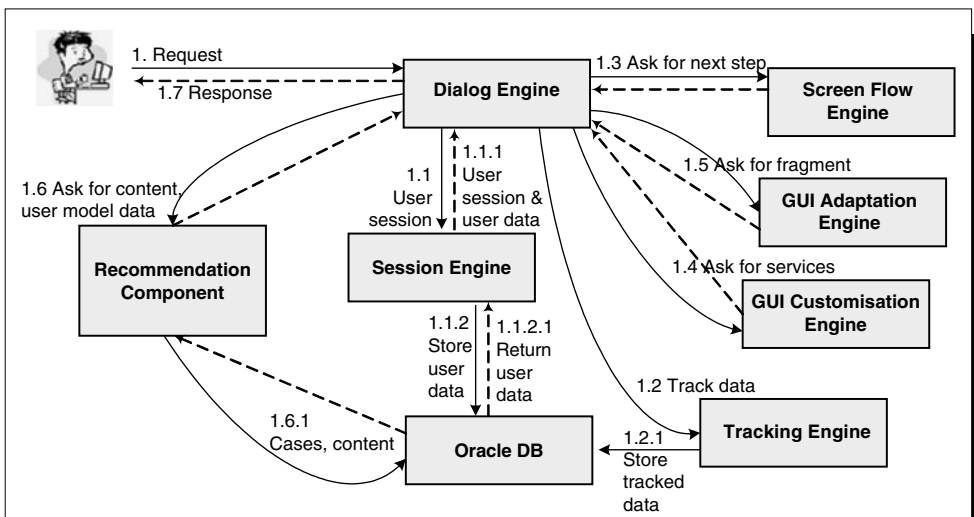 1. Request
1.7 Response
Dialog Engine
1.3 Ask for next step
Screen Flow
Engine
1.5 Ask for fragment
GUI Adaptation
Engine
1.4 Ask for services
GUI Customisation
Engine
1.6 Ask for content,
user model data
Recommendation
Component
1.1
User
session
1.1.1
User
session &
user data
Session Engine
1.1.2
Store
user
data
1.1.2.1
Return
user
data
1.2 Track data
Tracking Engine
1.2.1
Store
tracked
data
1.6.1
Cases, content
Oracle DB